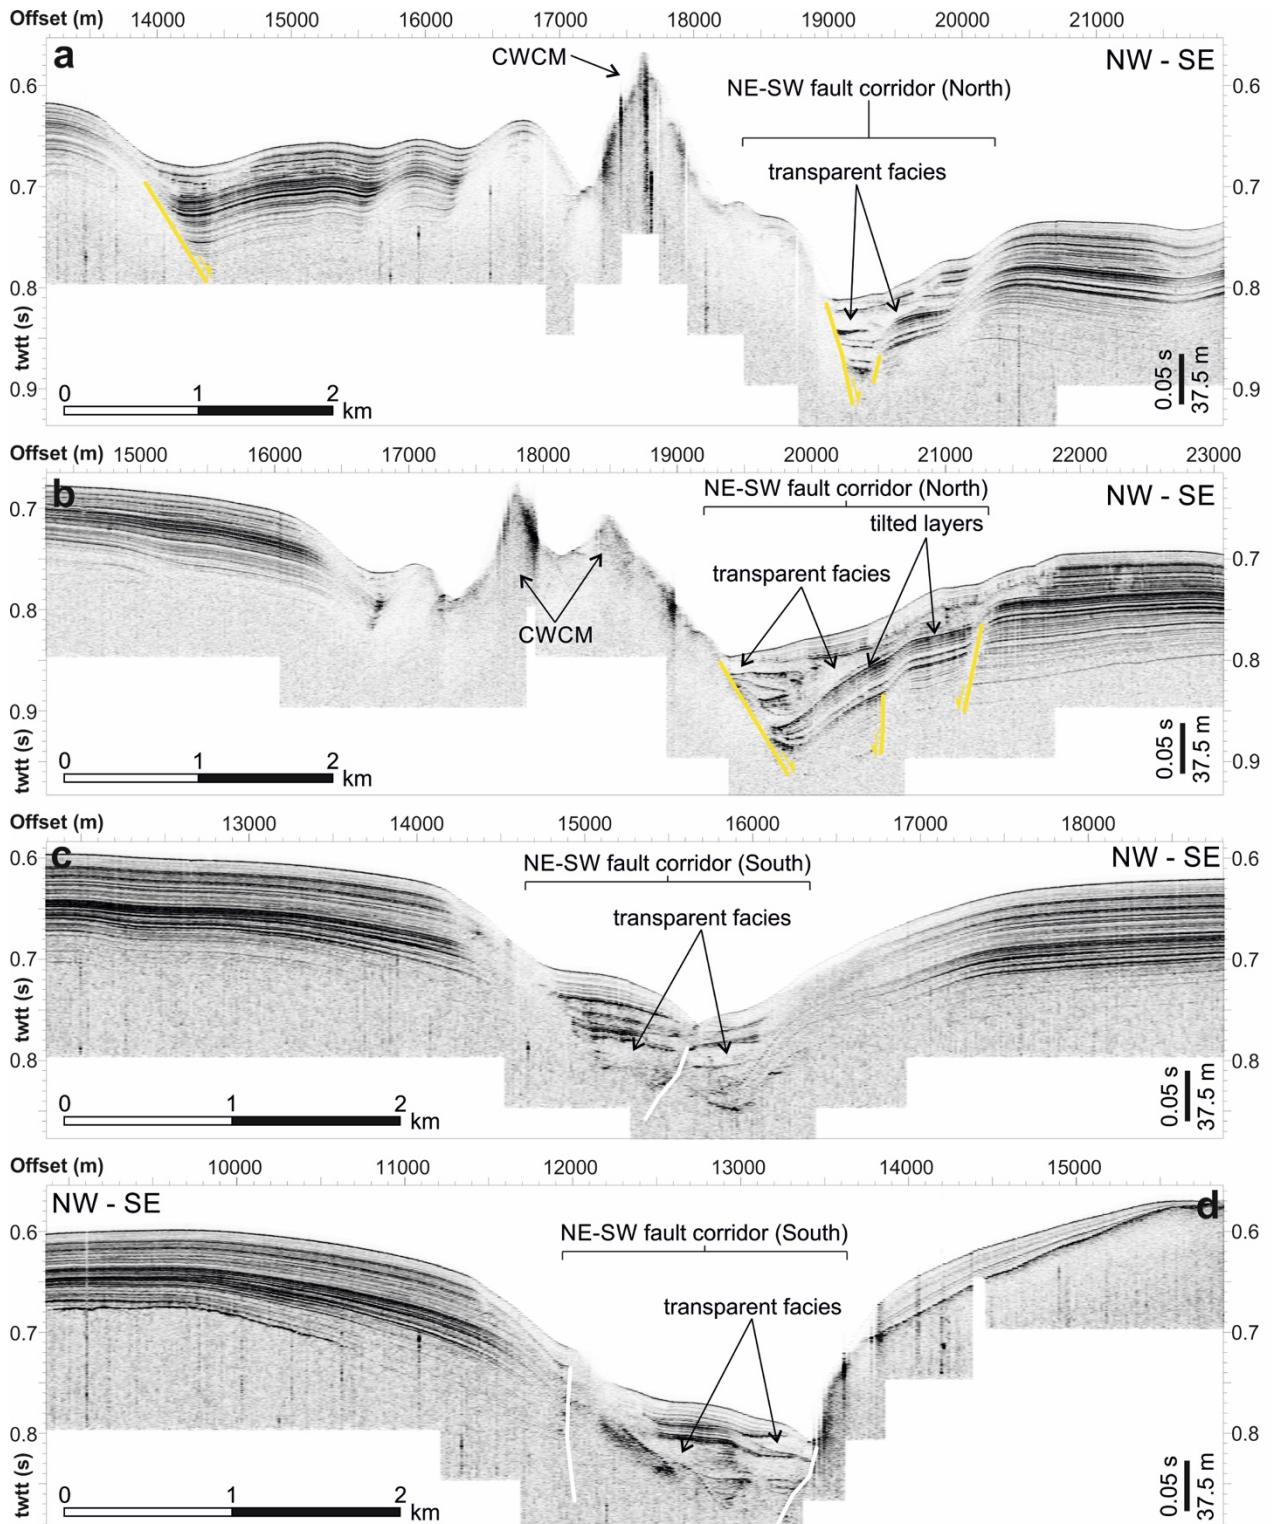 Offset (m) 14000 15000 16000 17000 18000 19000 20000 21000
a
CWCM
NW - SE
NE-SW fault corridor (North)
transparent facies
0.6 0.6
0.7 0.7
0.8 0.8
0.9 0.9
twtt (s)
0.05 s
37.5 m
0 1 2
km
Offset (m) 15000 16000 17000 18000 19000 20000 21000 22000 23000
b
NE-SW fault corridor (North)
NW - SE
tilted layers
transparent facies
CWCM
0.7 0.7
0.8 0.8
0.9 0.9
twtt (s)
0.05 s
37.5 m
0 1 2
km
Offset (m) 13000 14000 15000 16000 17000 18000
c
NE-SW fault corridor (South)
NW - SE
transparent facies
0.6 0.6
0.7 0.7
0.8 0.8
twtt (s)
0.05 s
37.5 m
0 1 2
km
Offset (m) 10000 11000 12000 13000 14000 15000
NW - SE
d
NE-SW fault corridor (South)
transparent facies
0.6 0.6
0.7 0.7
0.8 0.8
twtt (s)
0.05 s
37.5 m
0 1 2
km